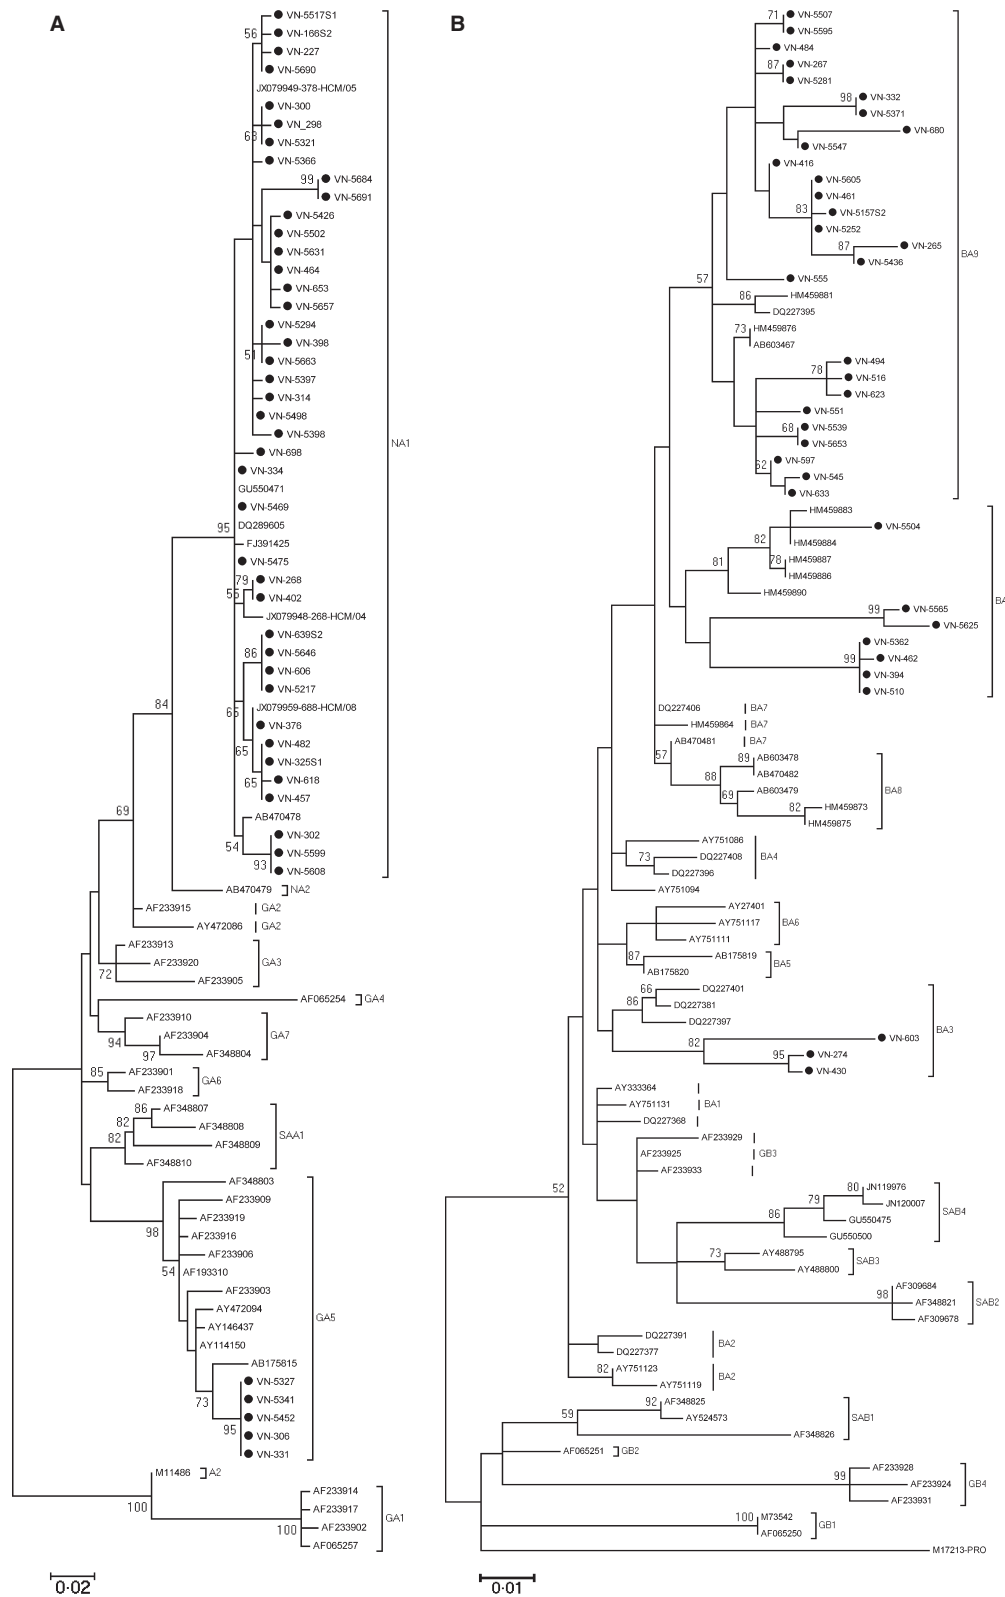 A
VN-5517S1
56
VN-166S2
VN-227
VN-5690
JX079949-378-HCM/05
VN-300
VN_298
63
VN-5321
VN-5366
99
VN-5684
VN-5691
VN-5426
VN-5502
VN-5631
VN-464
VN-653
VN-5657
VN-5294
VN-398
51
VN-5663
VN-5397
VN-314
VN-5498
VN-5398
NA1
VN-698
VN-334
GU550471
VN-5469
95
DQ289605
FJ391425
VN-5475
79
VN-268
55
VN-402
JX079948-268-HCM/04
VN-639S2
86
VN-5646
VN-606
VN-5217
JX079959-688-HCM/08
65
VN-376
VN-482
65
VN-325S1
65
VN-618
VN-457
84
AB470478
VN-302
54
VN-5599
93
VN-5608
69
AB470479
NA2
AF233915
GA2
AY472086
GA2
AF233913
AF233920
GA3
72
AF233905
AF065254
GA4
AF233910
AF233904
GA7
94
97
AF348804
85
AF233901
GA6
AF233918
86
AF348807
82
AF348808
SAA1
82
AF348809
AF348810
AF348803
AF233909
AF233919
98
AF233916
AF233906
54
AF193310
AF233903
AY472094
GA5
AY146437
AY114150
AB175815
VN-5327
73
VN-5341
VN-5452
95
VN-306
VN-331
M11486
A2
100
AF233914
AF233917
GA1
100
AF233902
AF065257
0·02
B
71
VN-5507
VN-5595
VN-484
87
VN-267
VN-5281
98
VN-332
VN-5371
VN-680
VN-5547
VN-416
VN-5605
VN-461
83
VN-5157S2
VN-5252
87
VN-265
VN-5436
BA9
57
VN-555
86
HM459881
DQ227395
73
HM459876
AB603467
VN-494
78
VN-516
VN-623
VN-551
68
VN-5539
VN-5653
62
VN-597
VN-545
VN-633
HM459883
VN-5504
82
HM459884
81
78
HM459887
HM459886
HM459890
BA
99
VN-5565
VN-5625
VN-5362
99
VN-462
VN-394
VN-510
DQ227406
BA7
HM459864
BA7
57
AB470481
BA7
89
AB603478
88
AB470482
69
AB603479
BA8
82
HM459873
HM459875
AY751086
73
DQ227408
BA4
DQ227396
AY751094
AY27401
AY751117
BA6
AY751111
87
AB175819
BA5
AB175820
66
DQ227401
86
DQ227381
DQ227397
BA3
82
VN-603
95
VN-274
VN-430
AY333364
AY751131
BA1
DQ227368
AF233929
AF233925
GB3
AF233933
52
80
JN119976
79
JN120007
SAB4
86
GU550475
GU550500
73
AY488795
SAB3
AY488800
98
AF309684
AF348821
SAB2
AF309678
DQ227391
BA2
DQ227377
82
AY751123
BA2
AY751119
92
AF348825
59
AY524573
SAB1
AF348826
AF065251
GB2
99
AF233928
AF233924
GB4
AF233931
100
M73542
GB1
AF065250
M17213-PRO
0·01